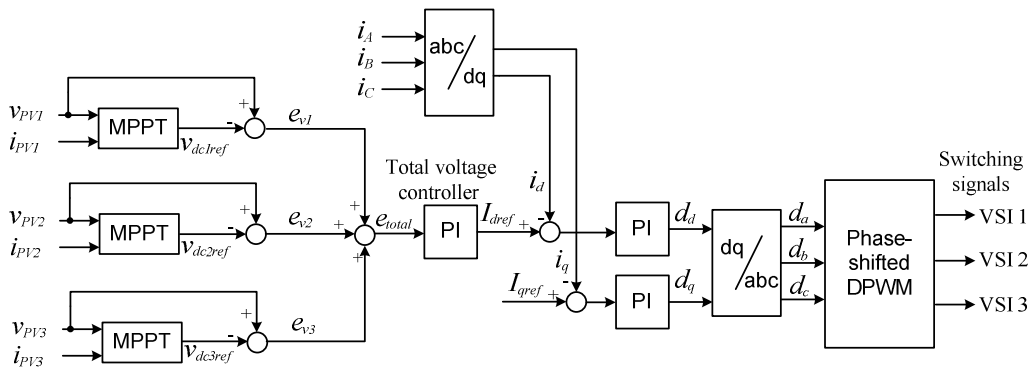 i_A
i_B
i_C
abc/dq
v_PV1
i_PV1
MPPT
+
-
v_dc1ref
e_v1
v_PV2
i_PV2
MPPT
+
-
v_dc2ref
e_v2
v_PV3
i_PV3
MPPT
+
-
v_dc3ref
e_v3
+
+
+
e_total
Total voltage
controller
PI
I_dref
+
-
i_d
PI
d_d
i_q
I_qref
+
-
PI
d_q
dq/abc
d_a
d_b
d_c
Phase-
shifted
DPWM
Switching
signals
VSI 1
VSI 2
VSI 3